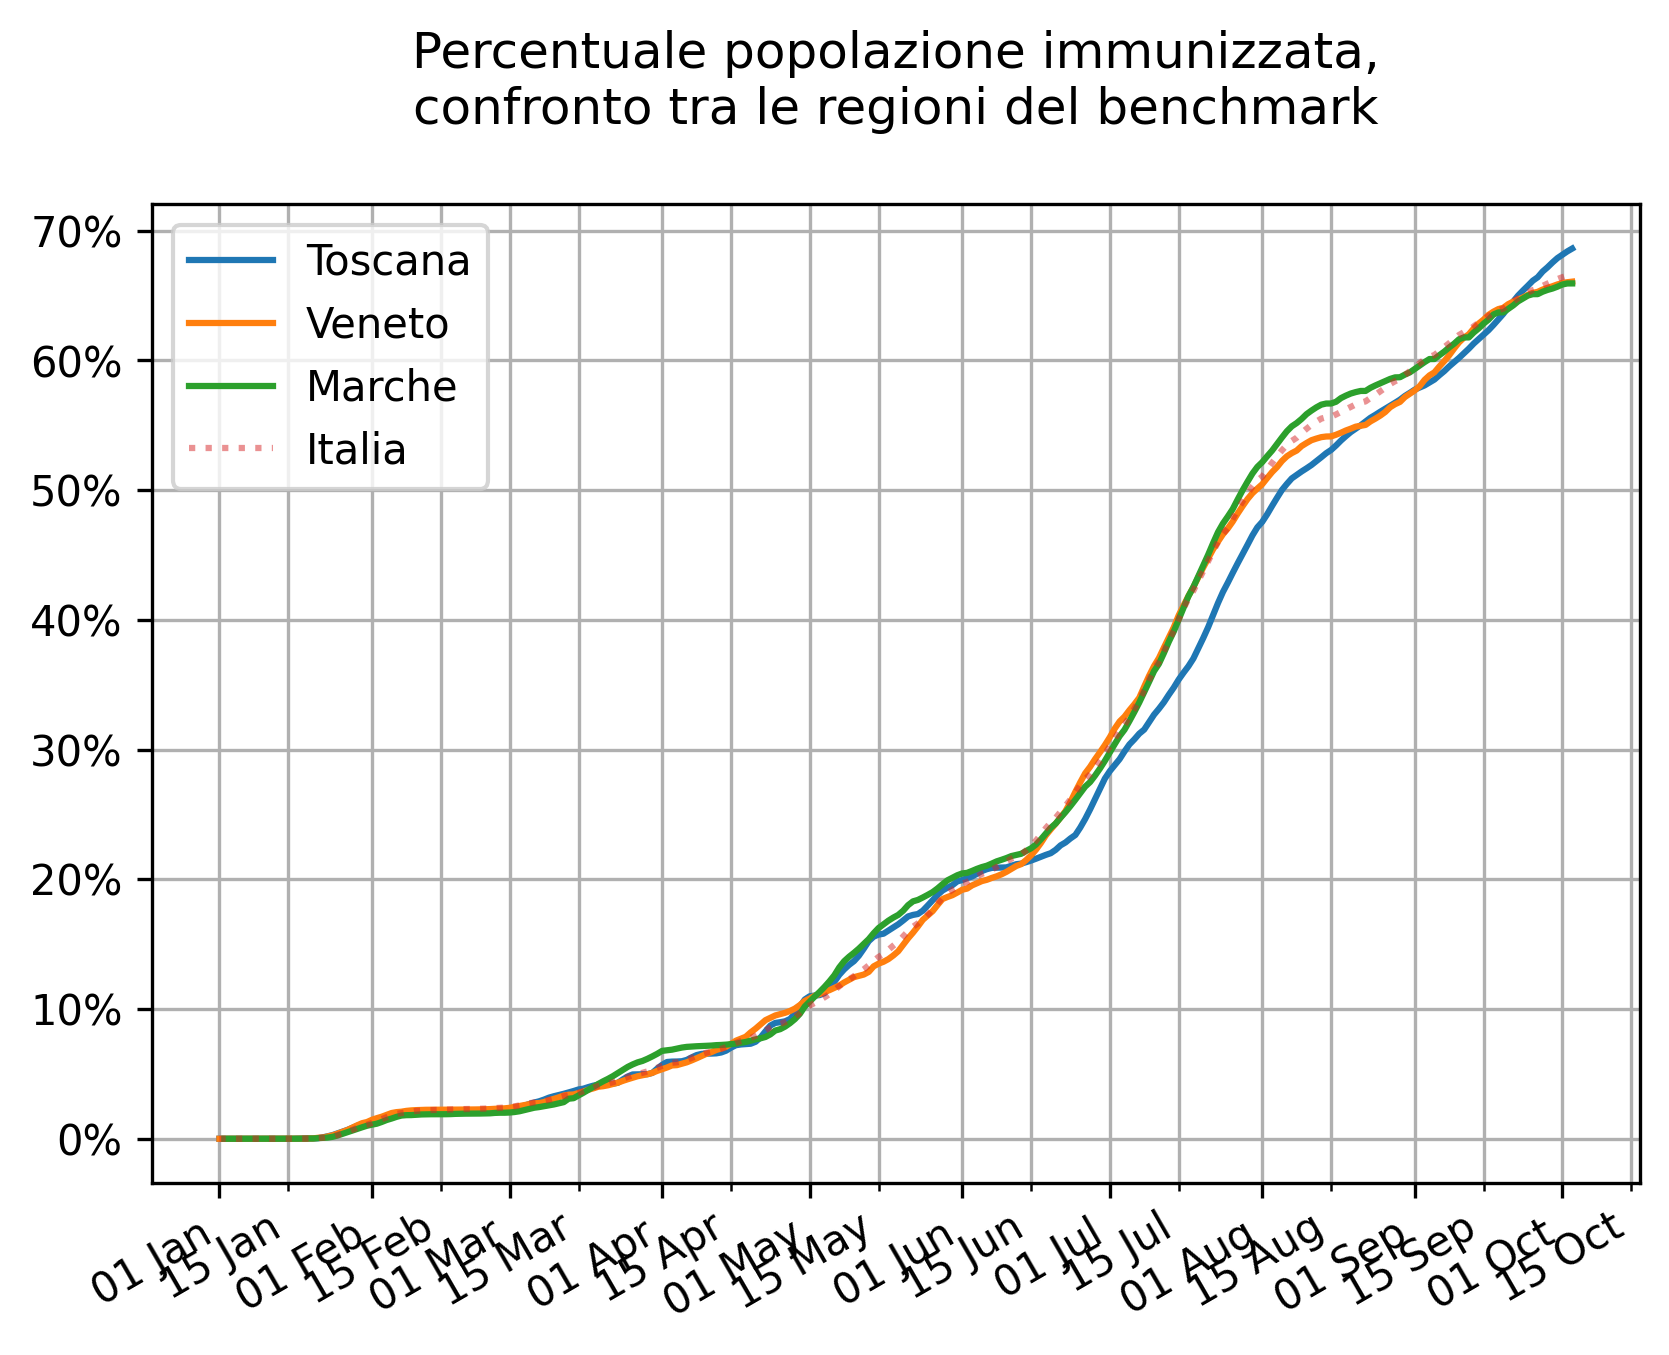 Percentuale popolazione immunizzata,
confronto tra le regioni del benchmark
70%
60%
50%
40%
30%
20%
10%
0%
Toscana
Veneto
Marche
Italia
01 Jan
15 Jan
01 Feb
15 Feb
01 Mar
15 Mar
01 Apr
15 Apr
01 May
15 May
01 Jun
15 Jun
01 Jul
15 Jul
01 Aug
15 Aug
01 Sep
15 Sep
01 Oct
15 Oct